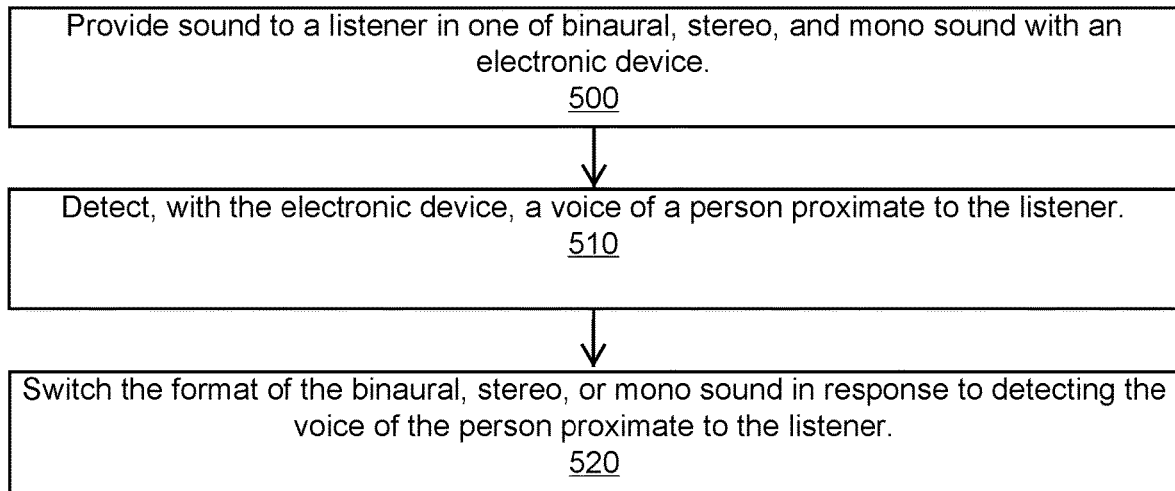 Provide sound to a listener in one of binaural, stereo, and mono sound with an
electronic device.
500
Detect, with the electronic device, a voice of a person proximate to the listener.
510
Switch the format of the binaural, stereo, or mono sound in response to detecting the
voice of the person proximate to the listener.
520